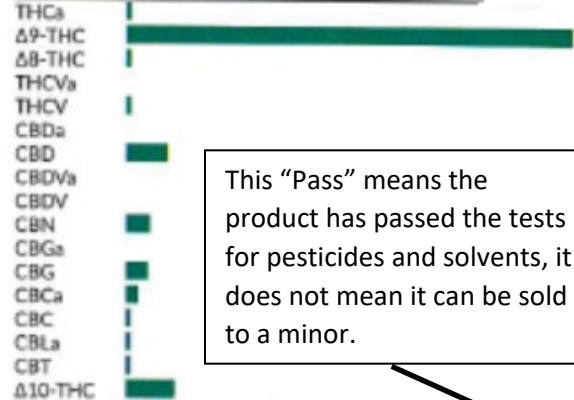 THCa
Δ9-THC
Δ8-THC
THCVa
THCV
CBDa
CBD
CBDVa
CBDV
CBN
CBGa
CBG
CBCa
CBC
CBLa
CBT
Δ10-THC
This “Pass” means the
product has passed the tests
for pesticides and solvents, it
does not mean it can be sold
to a minor.